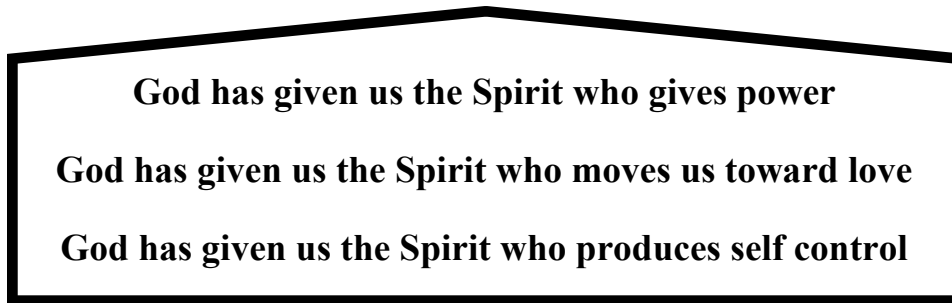 God has given us the Spirit who gives power
God has given us the Spirit who moves us toward love
God has given us the Spirit who produces self control